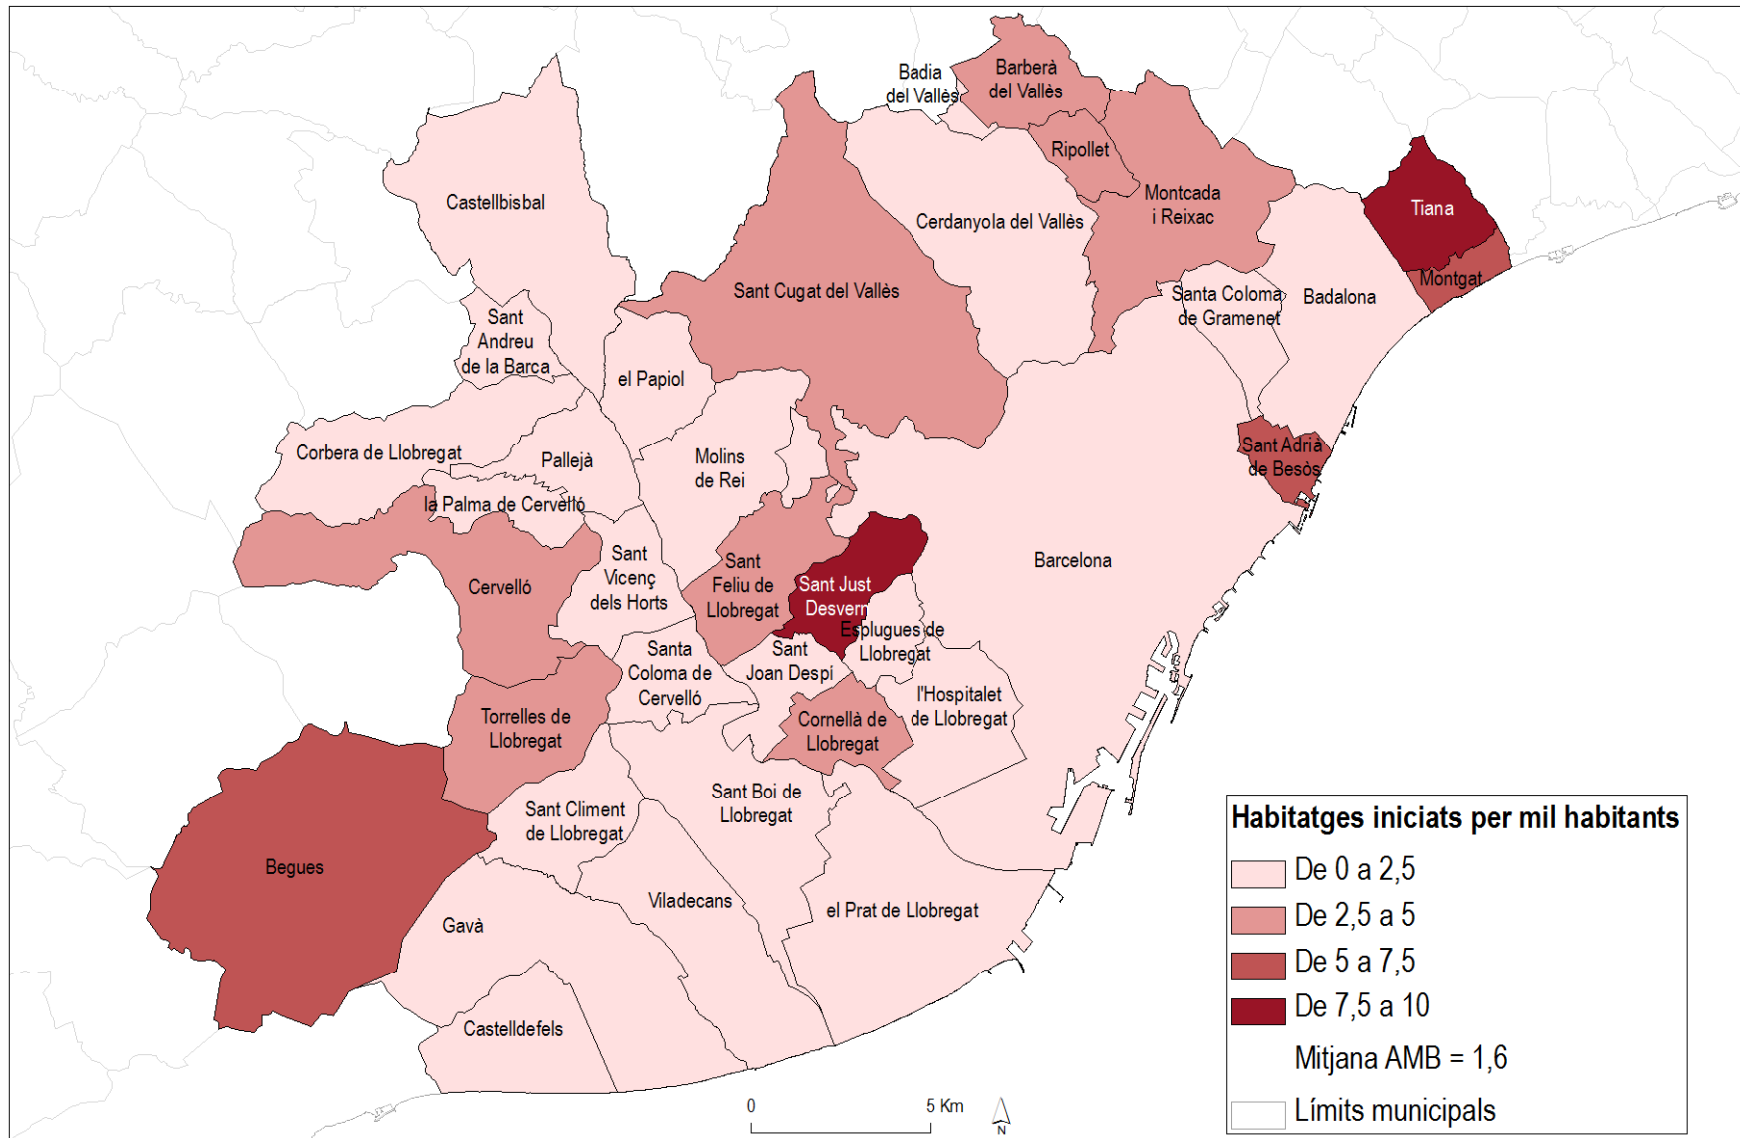 Badia
del Vallès
Barberà
del Vallès
Ripollet
Castellbisbal
Cerdanyola del Vallès
Montcada
i Reixac
Tiana
Montgat
Sant Cugat del Vallès
Santa Coloma
de Gramenet
Badalona
Sant
Andreu
de la Barca
el Papiol
Corbera de Llobregat
Pallejà
Molins
de Rei
Sant Adrià
de Besòs
la Palma de Cervelló
Sant
Vicenç
dels Horts
Cervelló
Sant
Feliu de
Llobregat
Sant Just
Desvern
Barcelona
Esplugues de
Llobregat
Santa
Coloma de
Cervelló
Sant
Joan Despí
l'Hospitalet
de Llobregat
Torrelles de
Llobregat
Cornellà de
Llobregat
Sant Climent
de Llobregat
Sant Boi de
Llobregat
Begues
Gavà
Viladecans
el Prat de Llobregat
Castelldefels
Habitatges iniciats per mil habitants
De 0 a 2,5
De 2,5 a 5
De 5 a 7,5
De 7,5 a 10
Mitjana AMB = 1,6
Límits municipals
0 5 Km
N